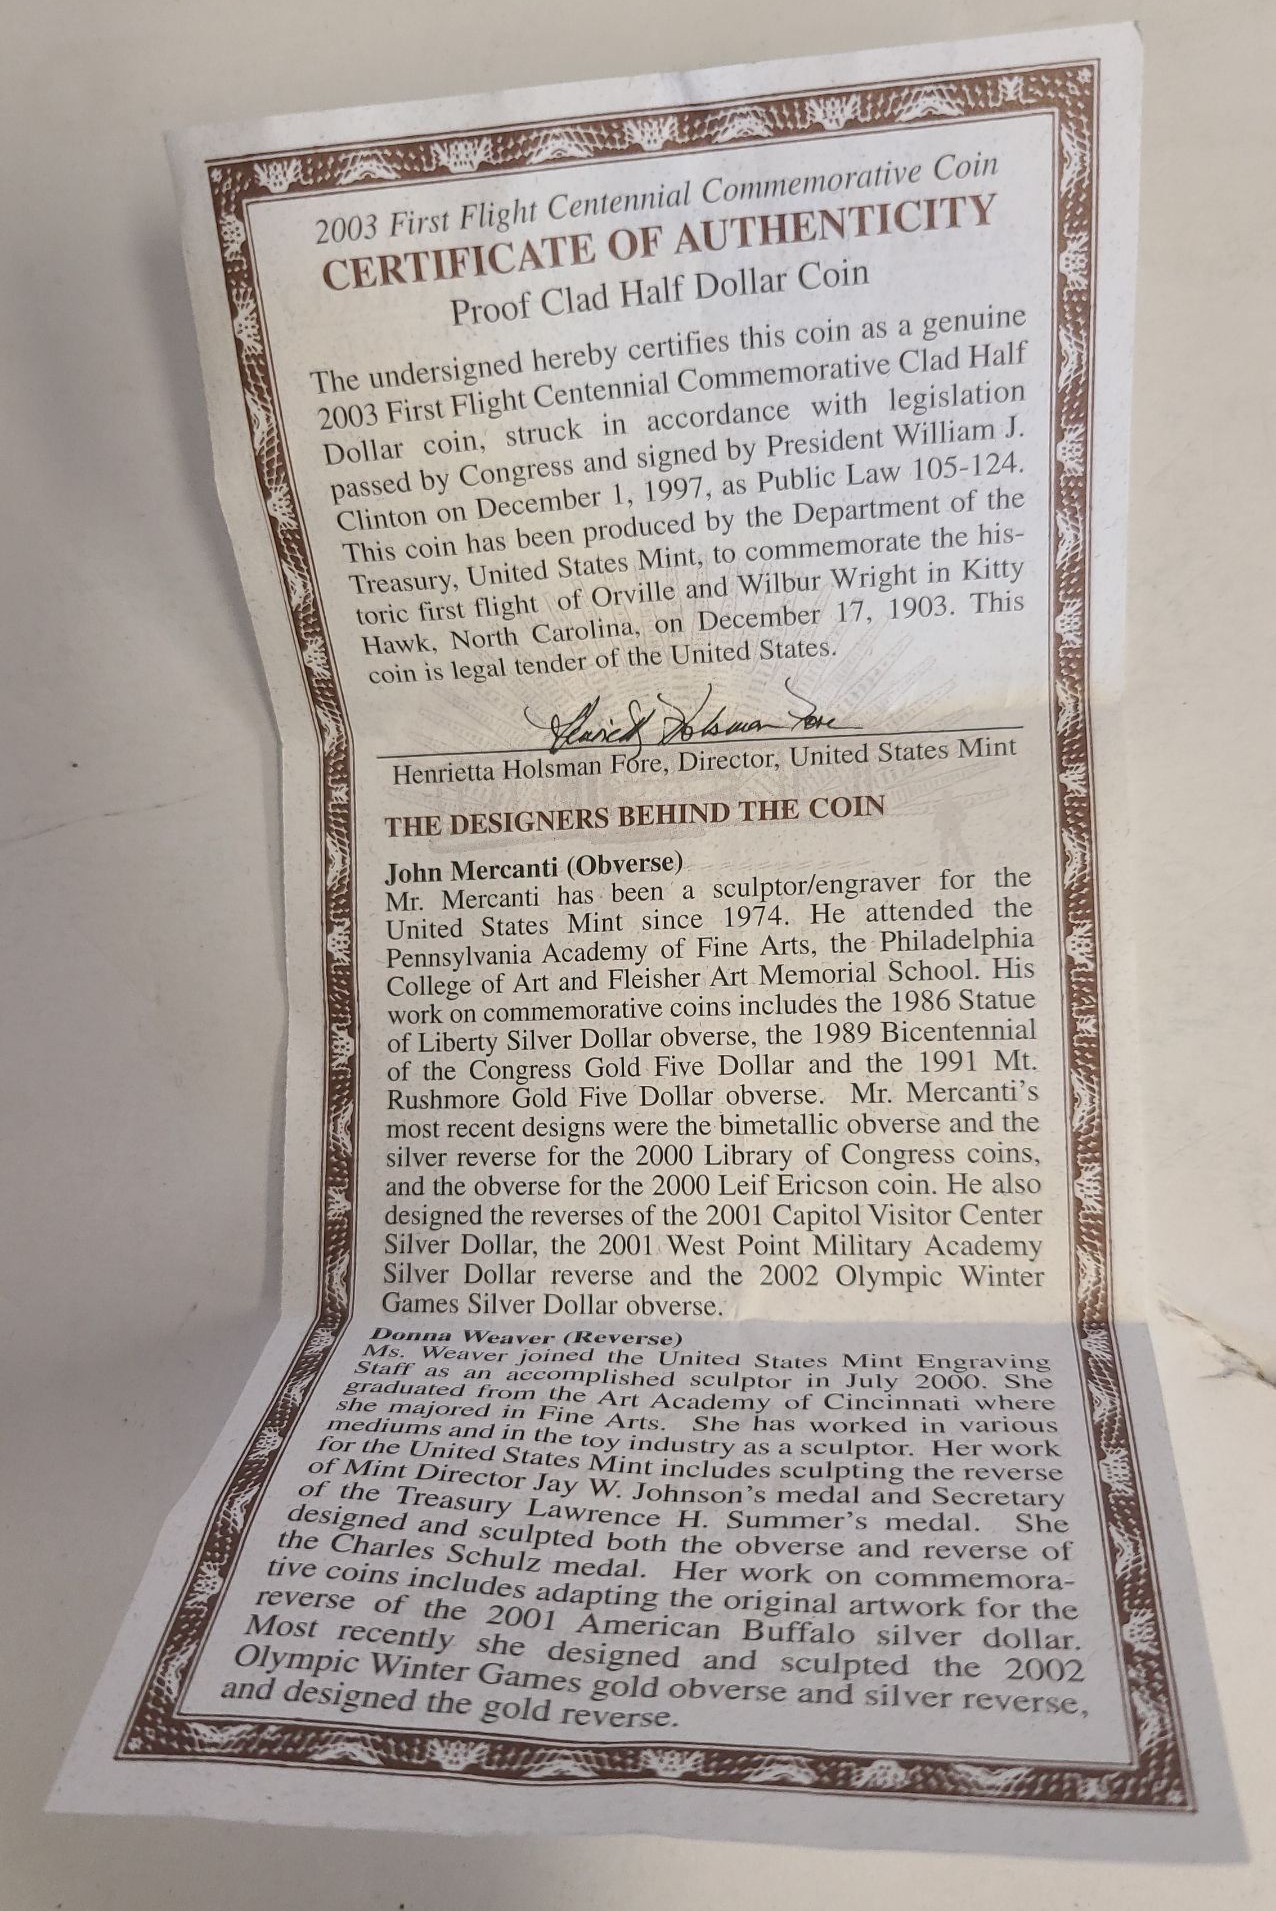 2003 First Flight Centennial Commemorative Coin
CERTIFICATE OF AUTHENTICITY
Proof Clad Half Dollar Coin
The undersigned hereby certifies this coin as a genuine
2003 First Flight Centennial Commemorative Clad Half
Dollar coin, struck in accordance with legislation
passed by Congress and signed by President William J.
Clinton on December 1, 1997, as Public Law 105-124.
This coin has been produced by the Department of the
Treasury, United States Mint, to commemorate the his-
toric first flight of Orville and Wilbur Wright in Kitty
Hawk, North Carolina, on December 17, 1903. This
coin is legal tender of the United States.
Henrietta Holsman Fore
Henrietta Holsman Fore, Director, United States Mint
THE DESIGNERS BEHIND THE COIN
John Mercanti (Obverse)
Mr. Mercanti has been a sculptor/engraver for the
United States Mint since 1974. He attended the
Pennsylvania Academy of Fine Arts, the Philadelphia
College of Art and Fleisher Art Memorial School. His
work on commemorative coins includes the 1986 Statue
of Liberty Silver Dollar obverse, the 1989 Bicentennial
of the Congress Gold Five Dollar and the 1991 Mt.
Rushmore Gold Five Dollar obverse. Mr. Mercanti's
most recent designs were the bimetallic obverse and the
silver reverse for the 2000 Library of Congress coins,
and the obverse for the 2000 Leif Ericson coin. He also
designed the reverses of the 2001 Capitol Visitor Center
Silver Dollar, the 2001 West Point Military Academy
Silver Dollar reverse and the 2002 Olympic Winter
Games Silver Dollar obverse.
Donna Weaver (Reverse)
Ms. Weaver joined the United States Mint Engraving
Staff as an accomplished sculptor in July 2000. She
graduated from the Art Academy of Cincinnati where
she majored in Fine Arts. She has worked in various
mediums and in the toy industry as a sculptor. Her work
for the United States Mint includes sculpting the reverse
of Mint Director Jay W. Johnson's medal and Secretary
of the Treasury Lawrence H. Summer's medal. She
designed and sculpted both the obverse and reverse of
the Charles Schulz medal. Her work on commemora-
tive coins includes adapting the original artwork for the
reverse of the 2001 American Buffalo silver dollar.
Most recently she designed and sculpted the 2002
Olympic Winter Games gold obverse and silver reverse,
and designed the gold reverse.